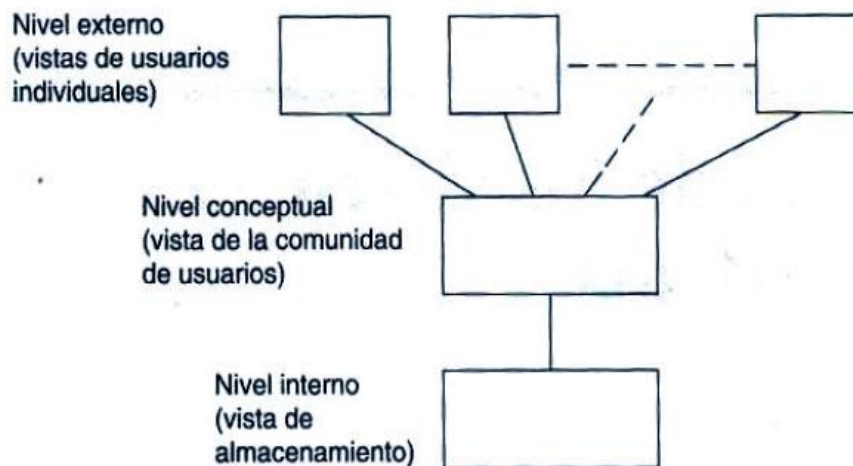 Nivel externo
(vistas de usuarios
individuales)
Nivel conceptual
(vista de la comunidad
de usuarios)
Nivel interno
(vista de
almacenamiento)